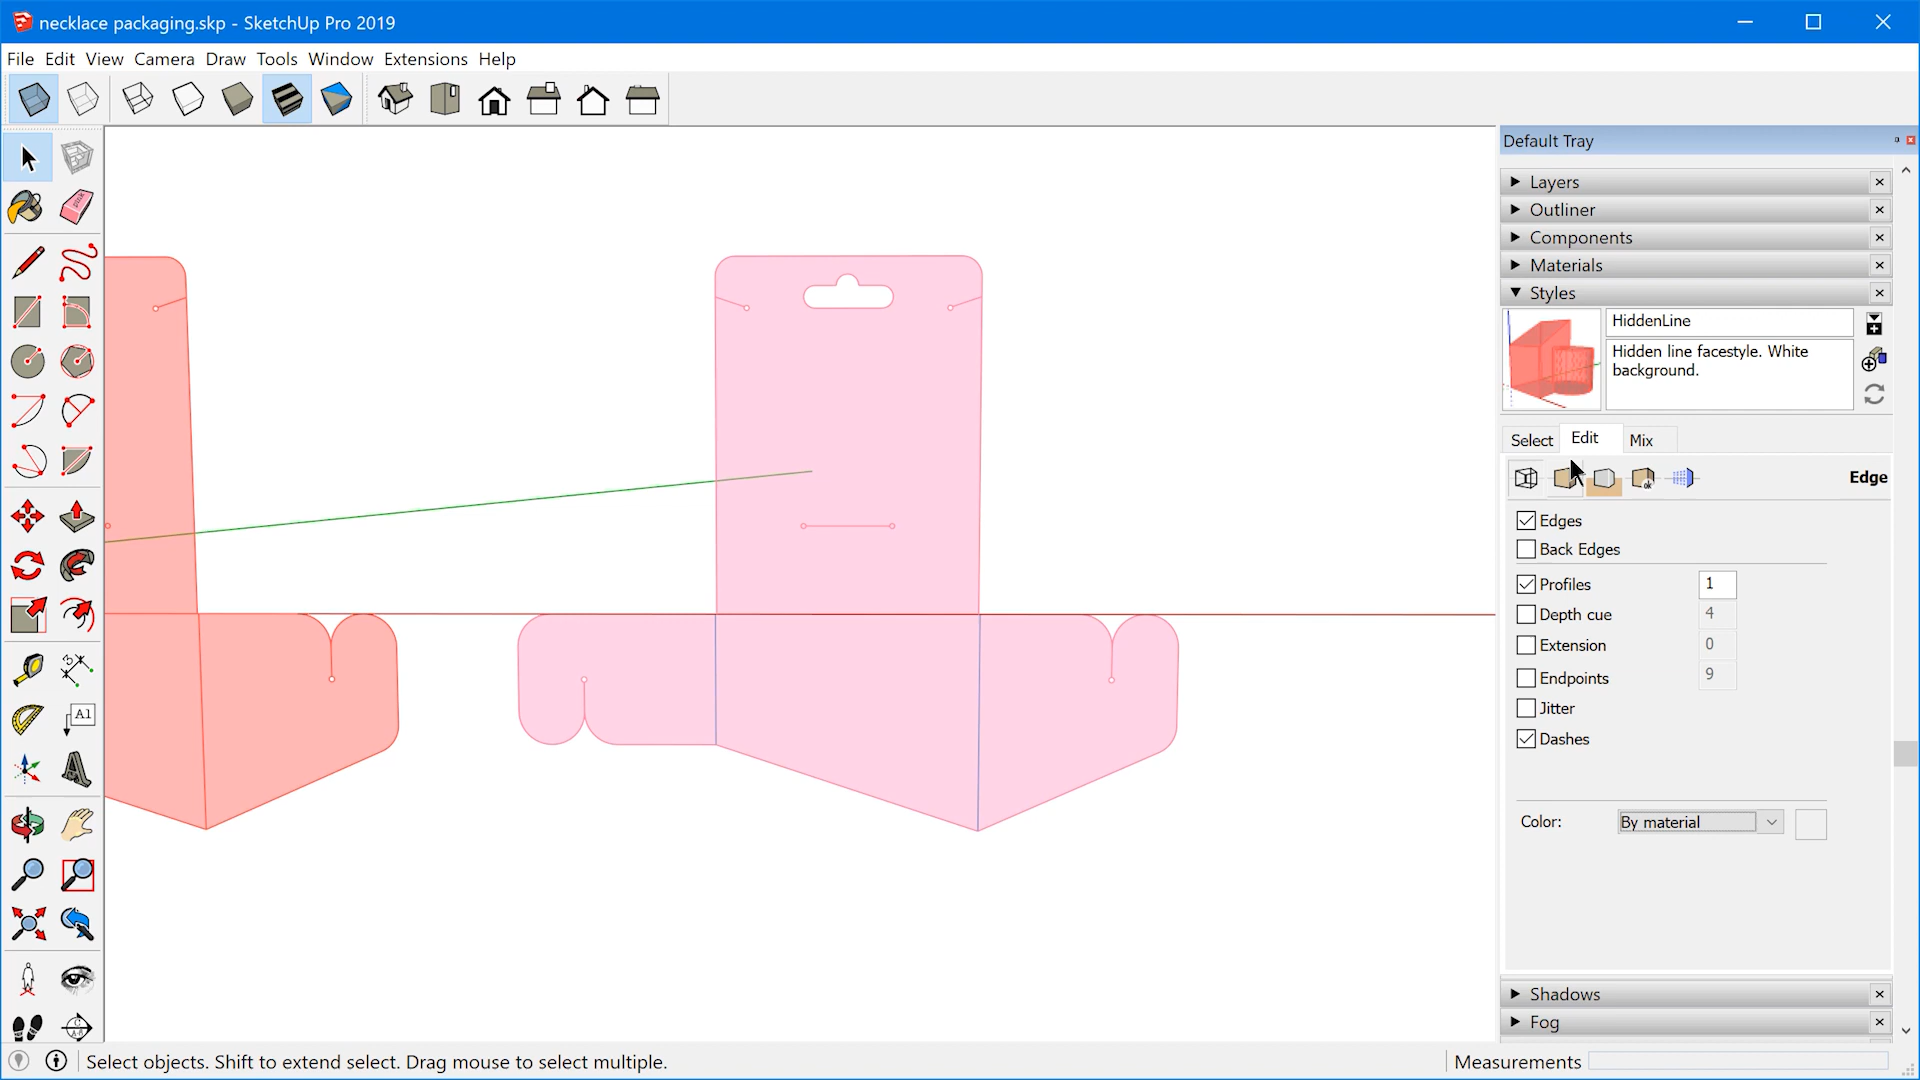 necklace packaging.skp - SketchUp Pro 2019
File Edit View Camera Draw Tools Window Extensions Help
Default Tray
Layers
Outliner
Components
Materials
Styles
HiddenLine
Hidden line facestyle. White
background.
Select Edit Mix
Edge
Edges
Back Edges
Profiles 1
Depth cue 4
Extension 0
Endpoints 9
Jitter
Dashes
Color: By material
Shadows
Fog
Select objects. Shift to extend select. Drag mouse to select multiple.
Measurements